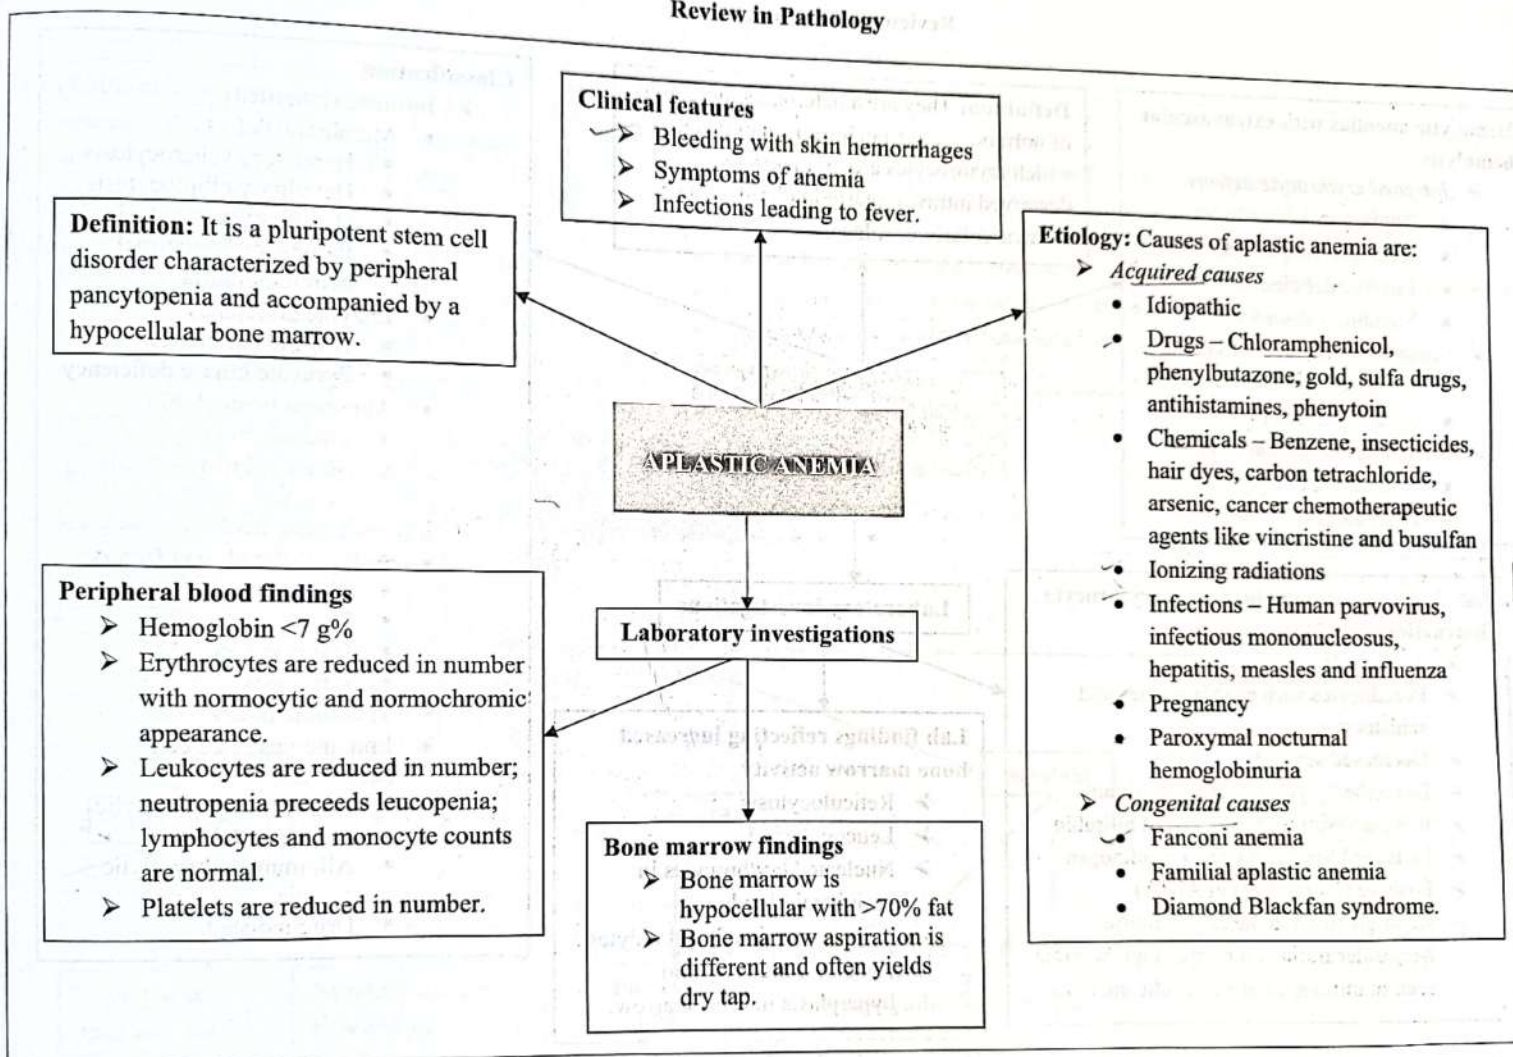 Review in Pathology
Clinical features
➤ Bleeding with skin hemorrhages
➤ Symptoms of anemia
➤ Infections leading to fever.
Definition: It is a pluripotent stem cell
disorder characterized by peripheral
pancytopenia and accompanied by a
hypocellular bone marrow.
Etiology: Causes of aplastic anemia are:
➤ Acquired causes
• Idiopathic
• Drugs – Chloramphenicol,
phenylbutazone, gold, sulfa drugs,
antihistamines, phenytoin
• Chemicals – Benzene, insecticides,
hair dyes, carbon tetrachloride,
arsenic, cancer chemotherapeutic
agents like vincristine and busulfan
• Ionizing radiations
• Infections – Human parvovirus,
infectious mononucleosus,
hepatitis, measles and influenza
• Pregnancy
• Paroxymal nocturnal
hemoglobinuria
➤ Congenital causes
• Fanconi anemia
• Familial aplastic anemia
• Diamond Blackfan syndrome.
APLASTIC ANEMIA
Laboratory investigations
Peripheral blood findings
➤ Hemoglobin <7 g%
➤ Erythrocytes are reduced in number
with normocytic and normochromic
appearance.
➤ Leukocytes are reduced in number;
neutropenia preceeds leucopenia;
lymphocytes and monocyte counts
are normal.
➤ Platelets are reduced in number.
Bone marrow findings
➤ Bone marrow is
hypocellular with >70% fat
➤ Bone marrow aspiration is
different and often yields
dry tap.